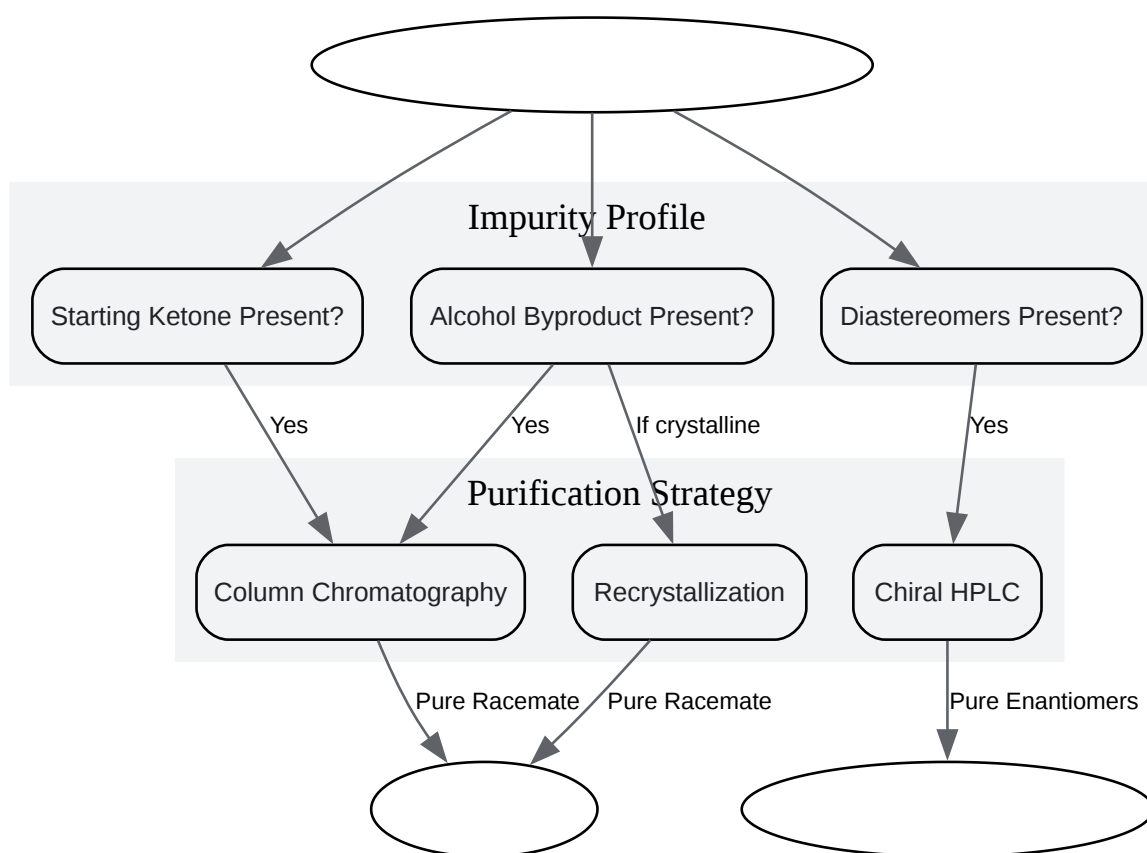 Impurity Profile
Starting Ketone Present?
Alcohol Byproduct Present?
Diastereomers Present?
Yes
Yes
If crystalline
Yes
Purification Strategy
Column Chromatography
Recrystallization
Chiral HPLC
Pure Racemate
Pure Racemate
Pure Enantiomers